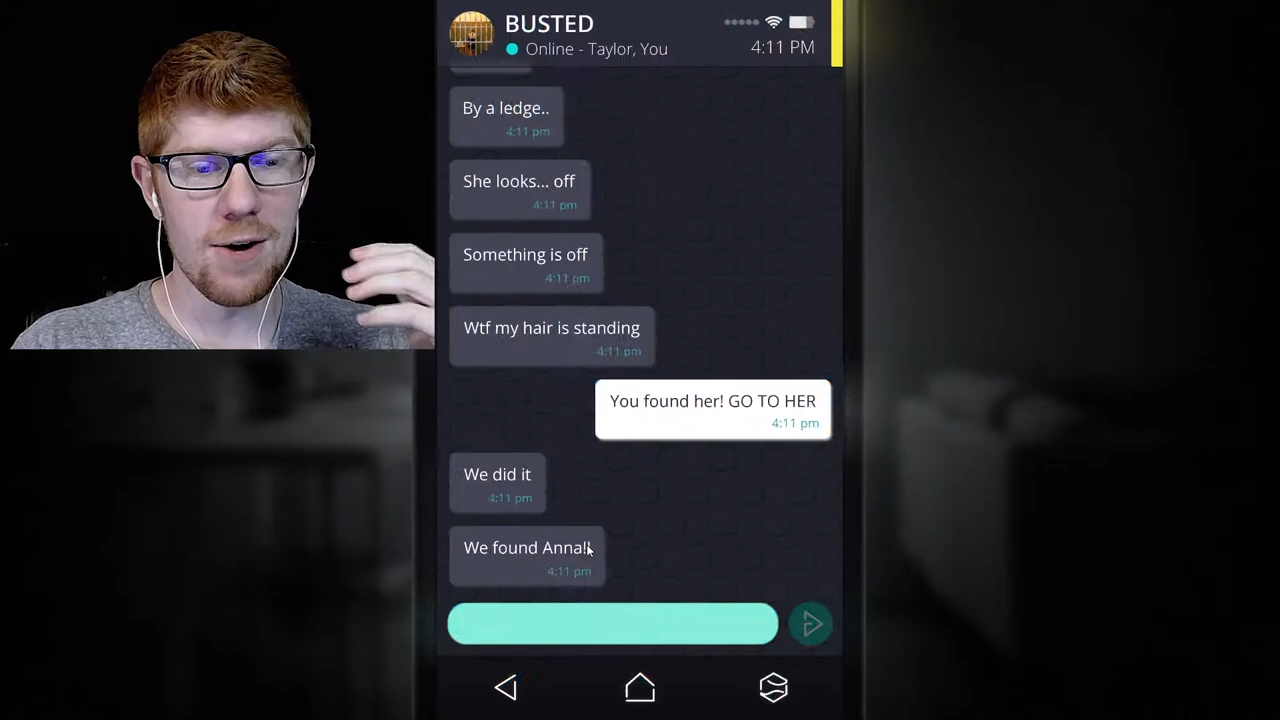 BUSTED
Online - Taylor, You
4:11 PM
By a ledge..
4:11 pm
She looks... off
4:11 pm
Something is off
4:11 pm
Wtf my hair is standing
4:11 pm
You found her! GO TO HER
4:11 pm
We did it
4:11 pm
We found Anna!!
4:11 pm